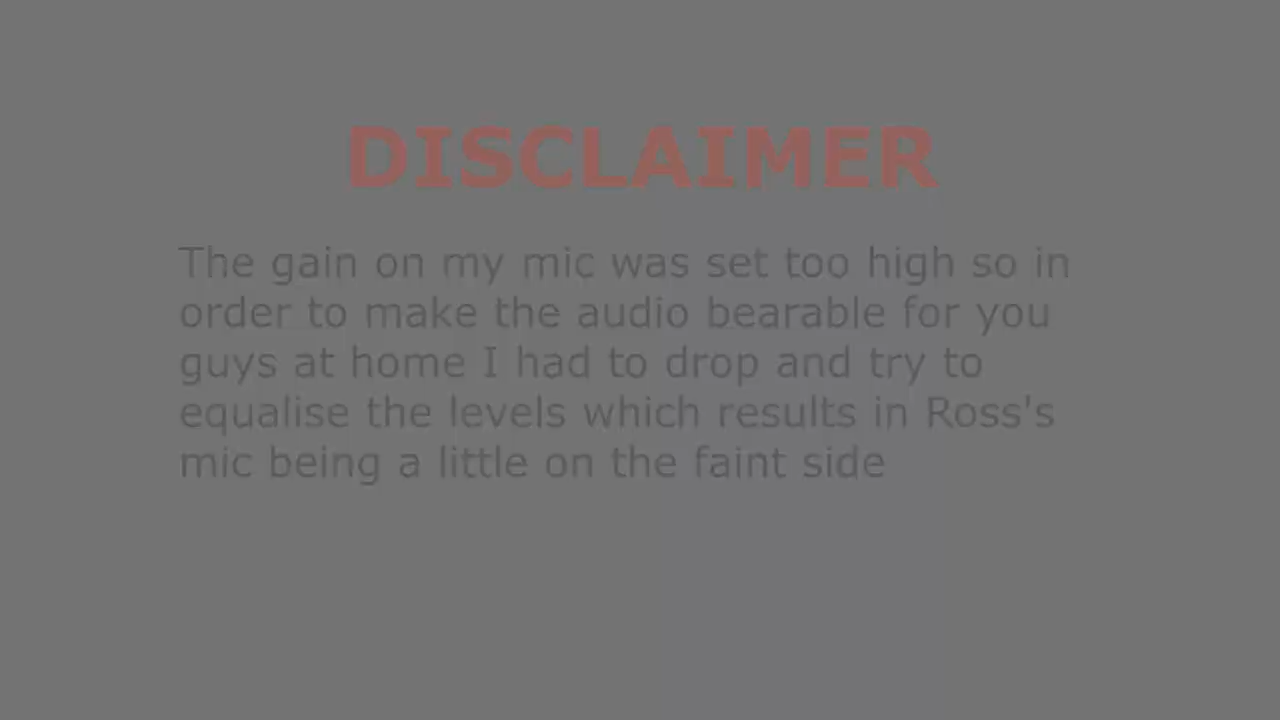 DISCLAIMER
The gain on my mic was set too high so in
order to make the audio bearable for you
guys at home I had to drop and try to
equalise the levels which results in Ross's
mic being a little on the faint side